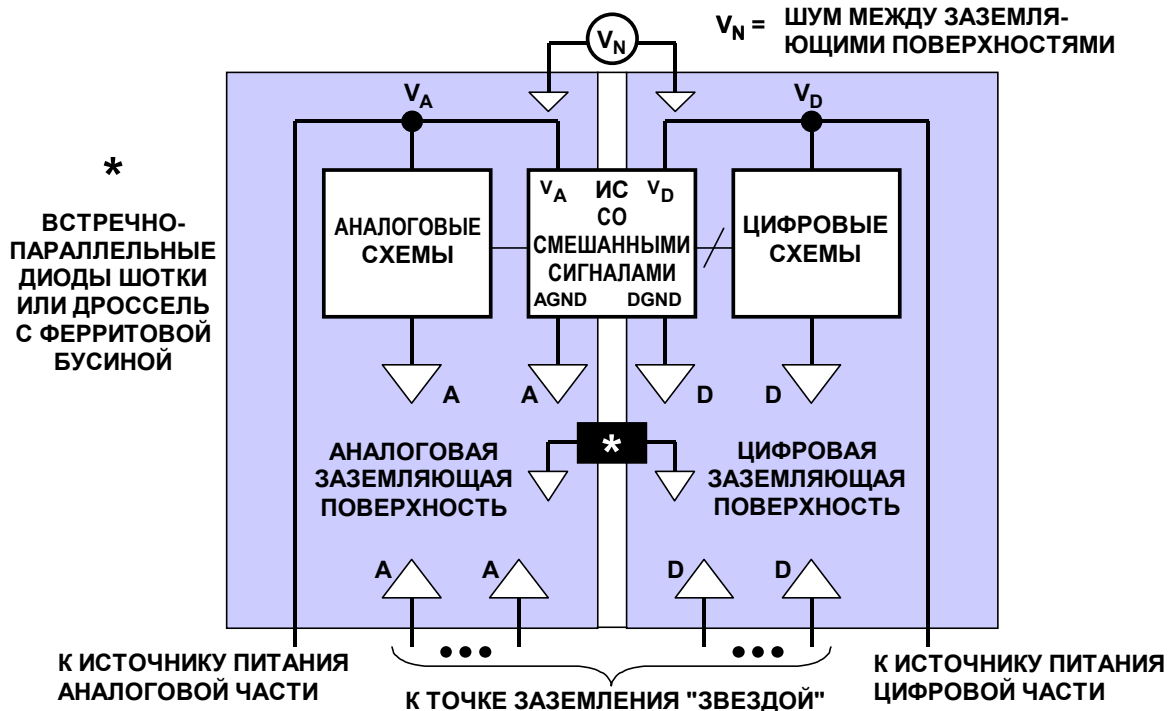 V_N = ШУМ МЕЖДУ ЗАЗЕМЛЯ-
ЮЩИМИ ПОВЕРХНОСТЯМИ
V_N
V_A
V_D
*
ВСТРЕЧНО-
ПАРАЛЛЕЛЬНЫЕ
ДИОДЫ ШОТКИ
ИЛИ ДРОССЕЛЬ
С ФЕРРИТОВОЙ
БУСИНОЙ
АНАЛОГОВЫЕ
СХЕМЫ
V_A ИС V_D
СО
СМЕШАННЫМИ
СИГНАЛАМИ
AGND DGND
ЦИФРОВЫЕ
СХЕМЫ
A
A
D
D
*
АНАЛОГОВАЯ
ЗАЗЕМЛЯЮЩАЯ
ПОВЕРХНОСТЬ
ЦИФРОВАЯ
ЗАЗЕМЛЯЮЩАЯ
ПОВЕРХНОСТЬ
A
A
D
D
К ИСТОЧНИКУ ПИТАНИЯ
АНАЛОГОВОЙ ЧАСТИ
К ТОЧКЕ ЗАЗЕМЛЕНИЯ "ЗВЕЗДОЙ"
К ИСТОЧНИКУ ПИТАНИЯ
ЦИФРОВОЙ ЧАСТИ